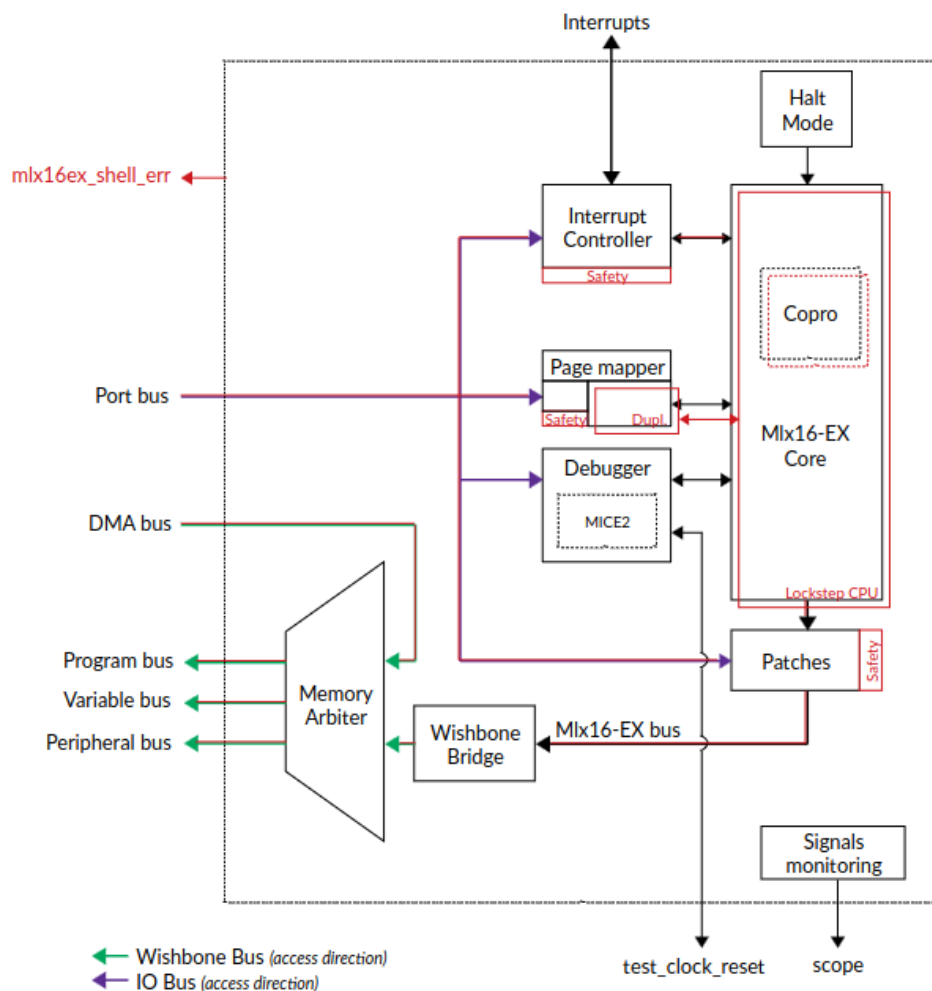 Interrupts
Halt
Mode
mlx16ex_shell_err
Interrupt
Controller
Safety
Copro
Page mapper
Port bus
Safety
Dupl.
Mlx16-EX
Core
Debugger
MICE2
DMA bus
Lockstep CPU
Program bus
Patches
Safety
Variable bus
Memory
Arbiter
Peripheral bus
Wishbone
Bridge
Mlx16-EX bus
Signals
monitoring
Wishbone Bus (access direction)
IO Bus (access direction)
test_clock_reset
scope